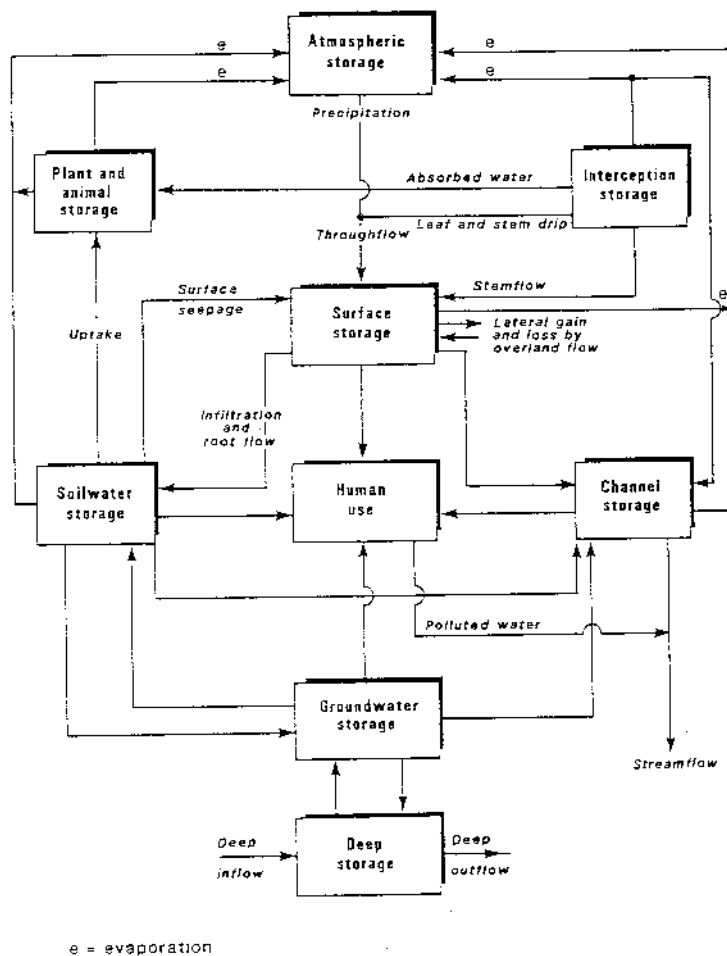 e
Atmospheric
storage
e
e
e
Precipitation
Plant and
animal
storage
Absorbed water
Interception
storage
Throughflow
Leaf and stem drip
Surface
seepage
Stemflow
e
Uptake
Surface
storage
Lateral gain
and loss by
overland flow
Infiltration
and
root flow
Soilwater
storage
Human
use
Channel
storage
Polluted water
Groundwater
storage
Streamflow
Deep
inflow
Deep
storage
Deep
outflow
e = evaporation